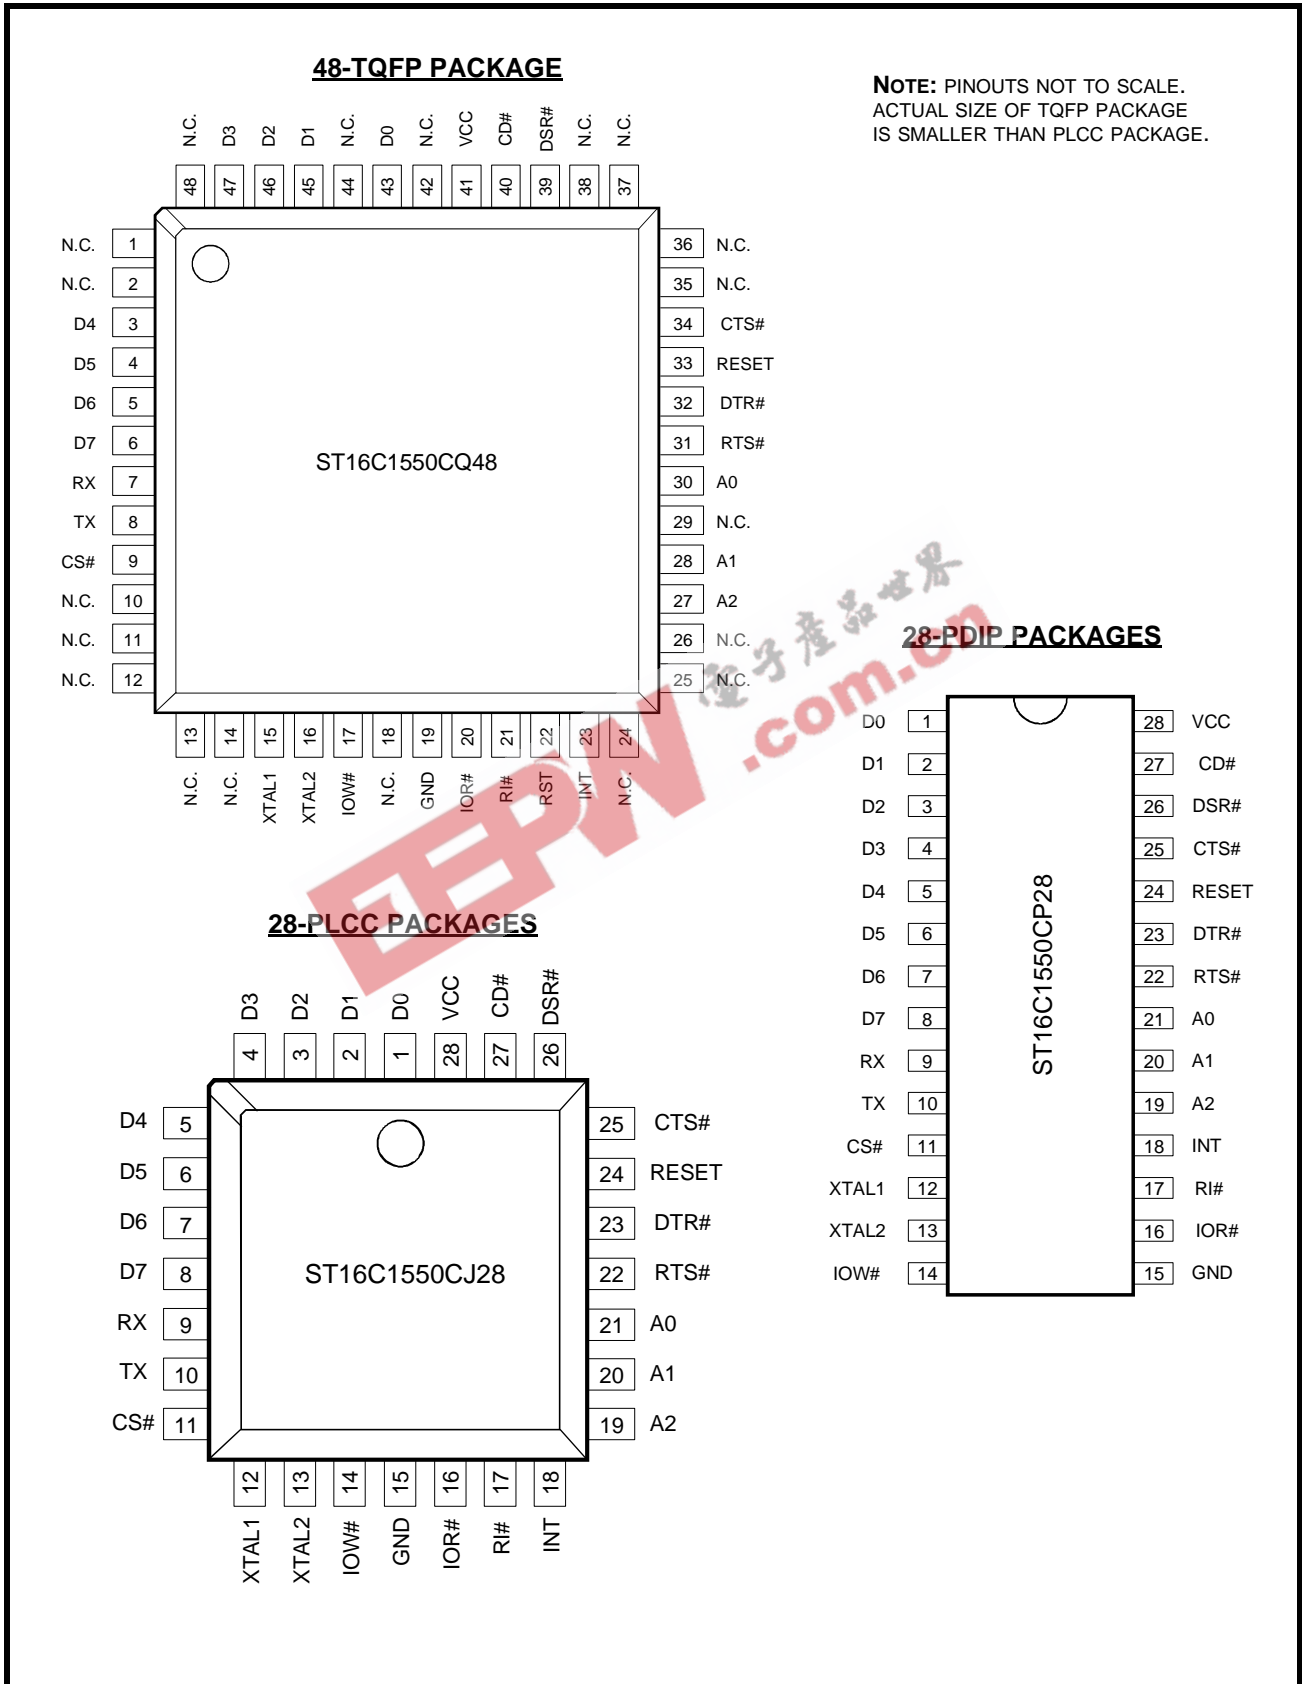 48-TQFP PACKAGE
NOTE: PINOUTS NOT TO SCALE.
ACTUAL SIZE OF TQFP PACKAGE
IS SMALLER THAN PLCC PACKAGE.
N.C. D3 D2 D1 N.C. D0 N.C. VCC CD# DSR# N.C. N.C.
48 47 46 45 44 43 42 41 40 39 38 37
N.C. 1
N.C. 2
D4 3
D5 4
D6 5
D7 6
RX 7
TX 8
CS# 9
N.C. 10
N.C. 11
N.C. 12
ST16C1550CQ48
36 N.C.
35 N.C.
34 CTS#
33 RESET
32 DTR#
31 RTS#
30 A0
29 N.C.
28 A1
27 A2
26 N.C.
25 N.C.
13 14 15 16 17 18 19 20 21 22 23 24
N.C. N.C. XTAL1 XTAL2 IOW# N.C. GND IOR# RI# RST INT N.C.
電子產品世界
EEPW.com.cn
28-PDIP PACKAGES
D0 1
D1 2
D2 3
D3 4
D4 5
D5 6
D6 7
D7 8
RX 9
TX 10
CS# 11
XTAL1 12
XTAL2 13
IOW# 14
ST16C1550CP28
28 VCC
27 CD#
26 DSR#
25 CTS#
24 RESET
23 DTR#
22 RTS#
21 A0
20 A1
19 A2
18 INT
17 RI#
16 IOR#
15 GND
28-PLCC PACKAGES
D3 D2 D1 D0 VCC CD# DSR#
4 3 2 1 28 27 26
D4 5
D5 6
D6 7
D7 8
RX 9
TX 10
CS# 11
ST16C1550CJ28
25 CTS#
24 RESET
23 DTR#
22 RTS#
21 A0
20 A1
19 A2
12 13 14 15 16 17 18
XTAL1 XTAL2 IOW# GND IOR# RI# INT